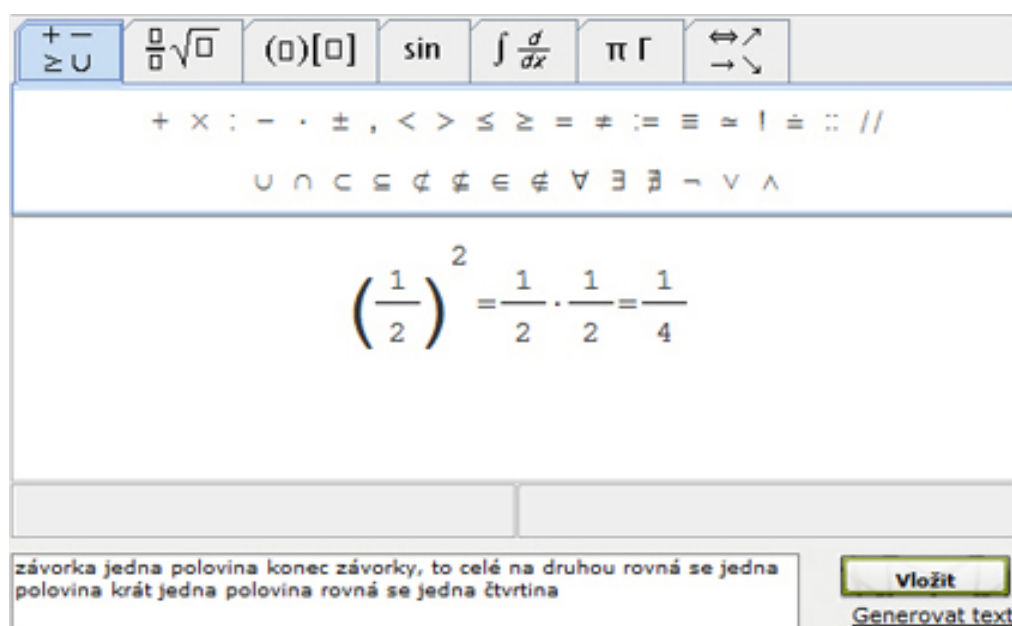 + − ≥ ∪ □/□ √□ (□)[□] sin ∫ d/dx π Γ ⇔ ↗ → ↘
+ × : − · ± , < > ≤ ≥ = ≠ := ≡ ≃ ! ≐ :: //
∪ ∩ ⊂ ⊆ ⊄ ⊈ ∈ ∉ ∀ ∃ ∄ ¬ ∨ ∧
(1/2)² = 1/2 · 1/2 = 1/4
závorka jedna polovina konec závorky, to celé na druhou rovná se jedna
polovina krát jedna polovina rovná se jedna čtvrtina
Vložit
Generovat text